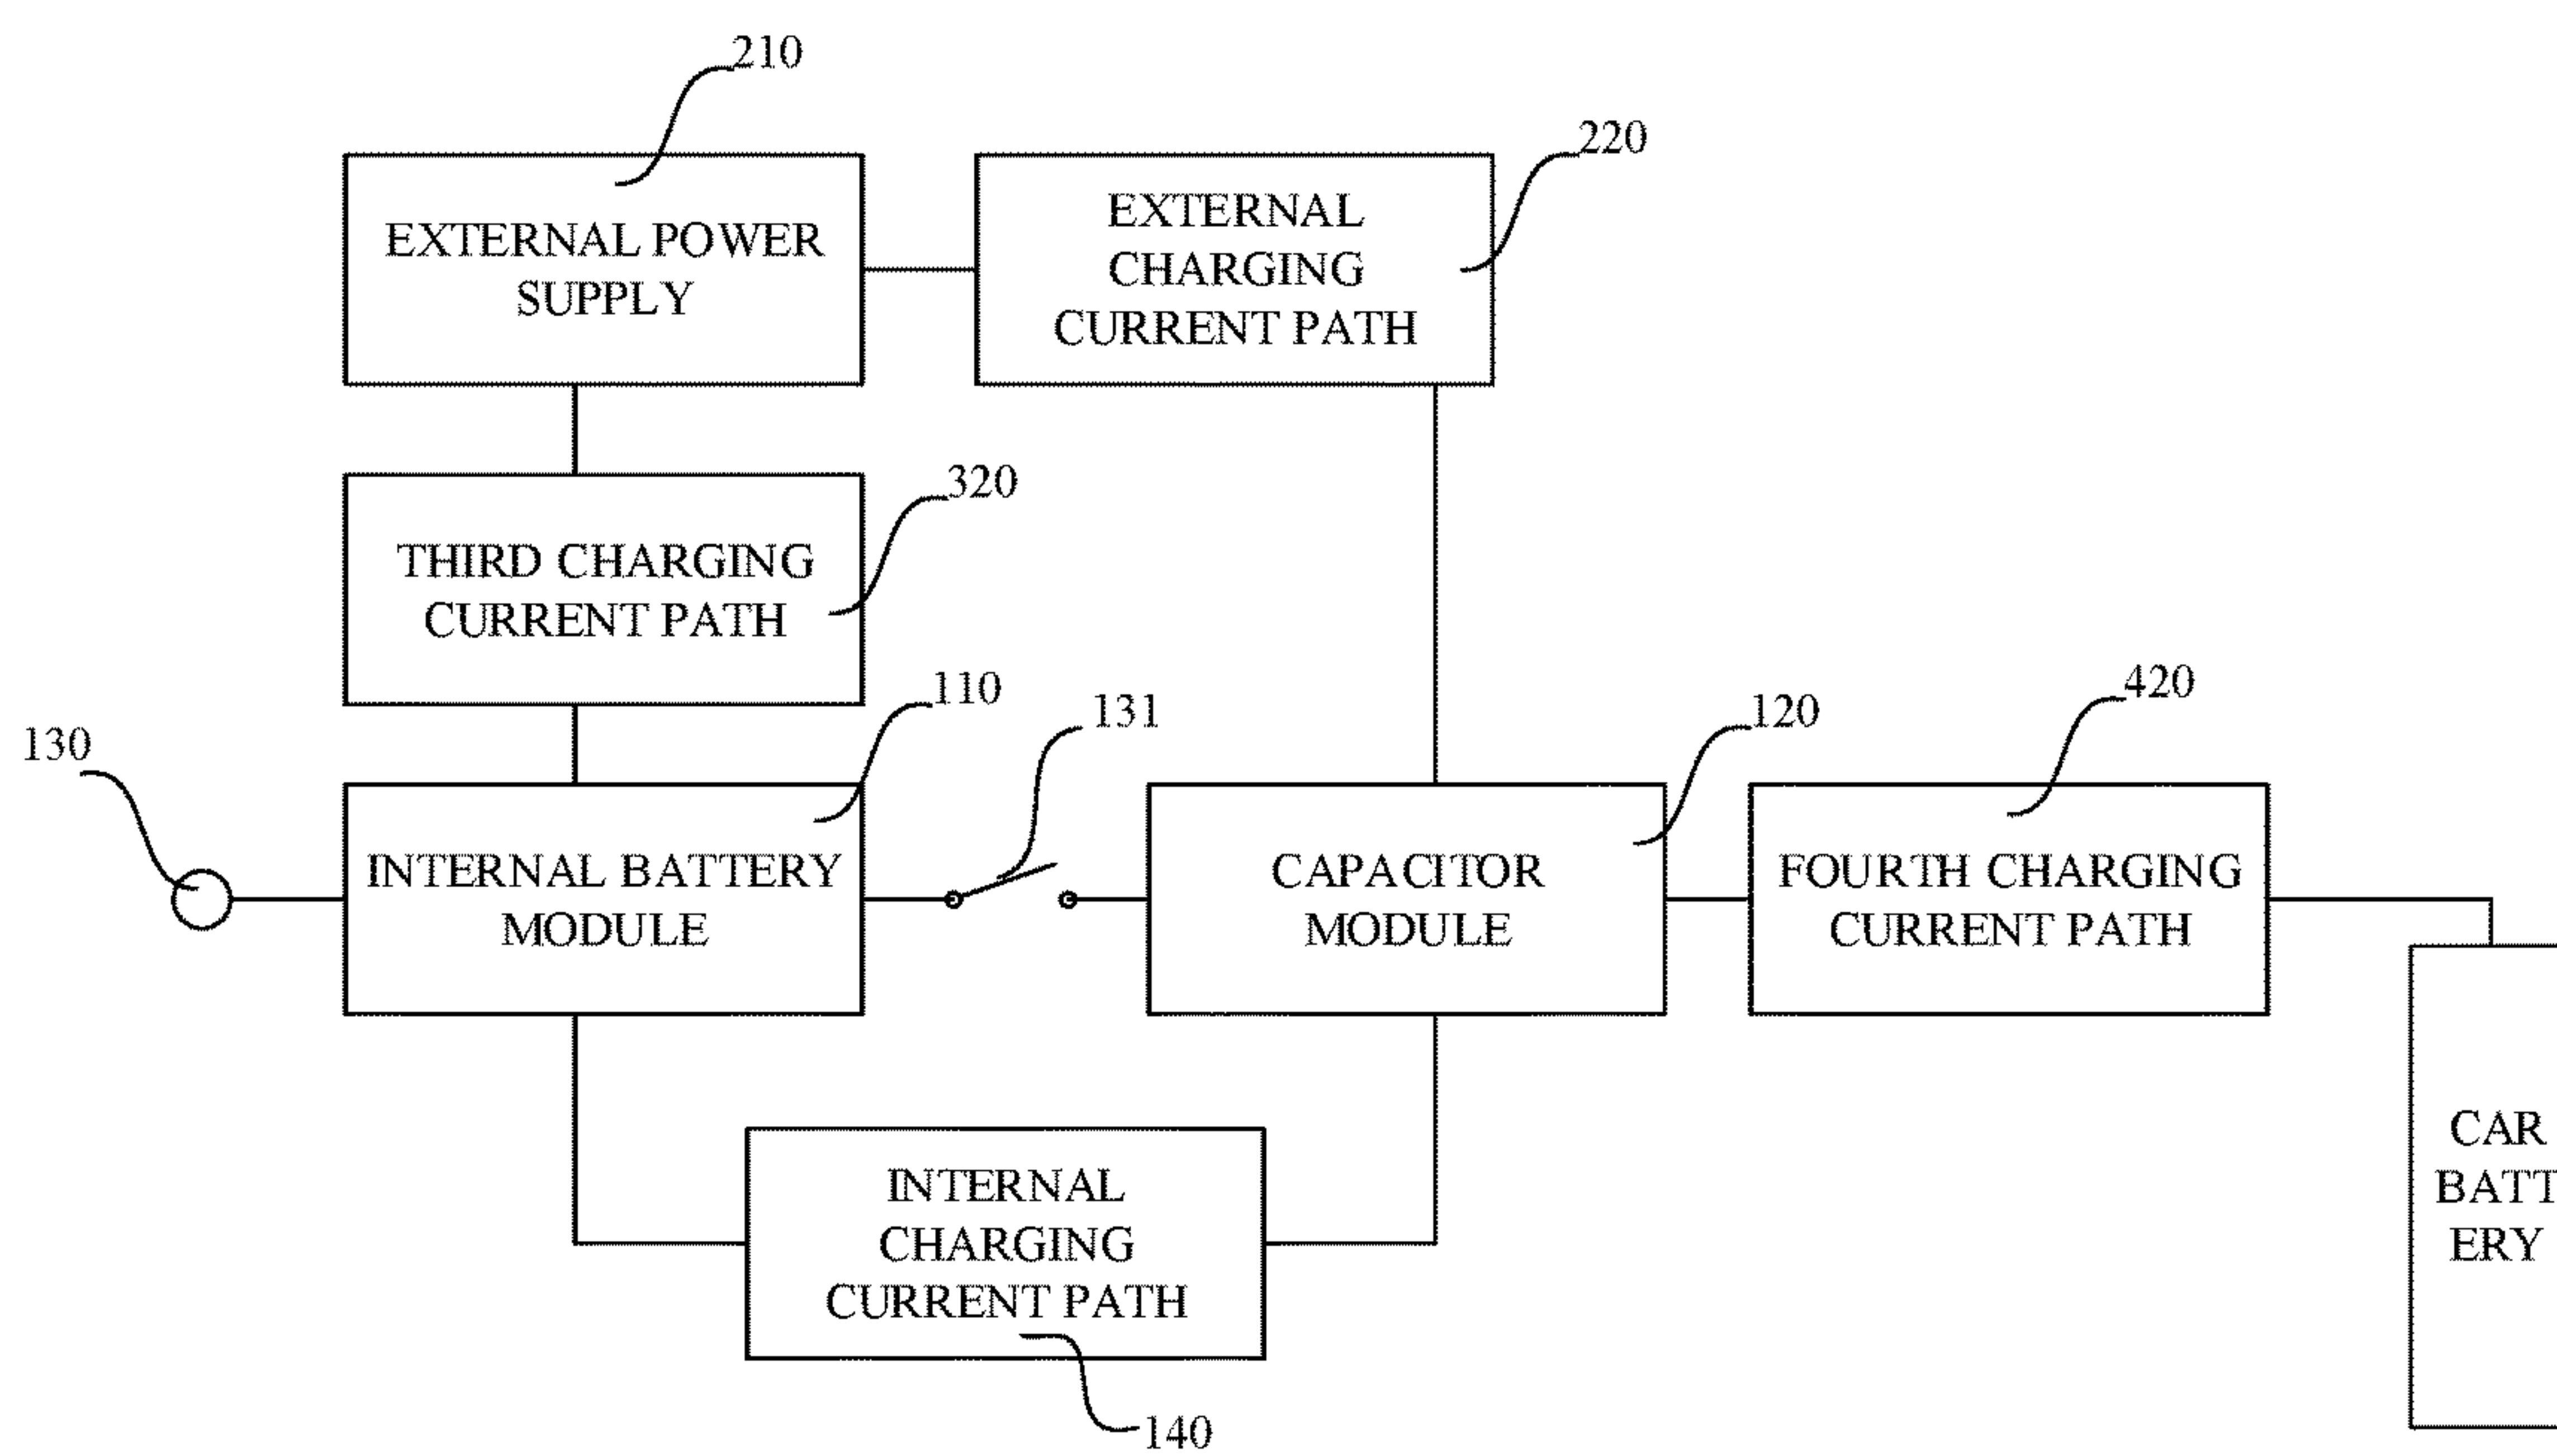 210
220
EXTERNAL POWER
SUPPLY
EXTERNAL
CHARGING
CURRENT PATH
320
THIRD CHARGING
CURRENT PATH
130
110
131
120
420
INTERNAL BATTERY
MODULE
CAPACITOR
MODULE
FOURTH CHARGING
CURRENT PATH
INTERNAL
CHARGING
CURRENT PATH
140
CAR
BATT
ERY